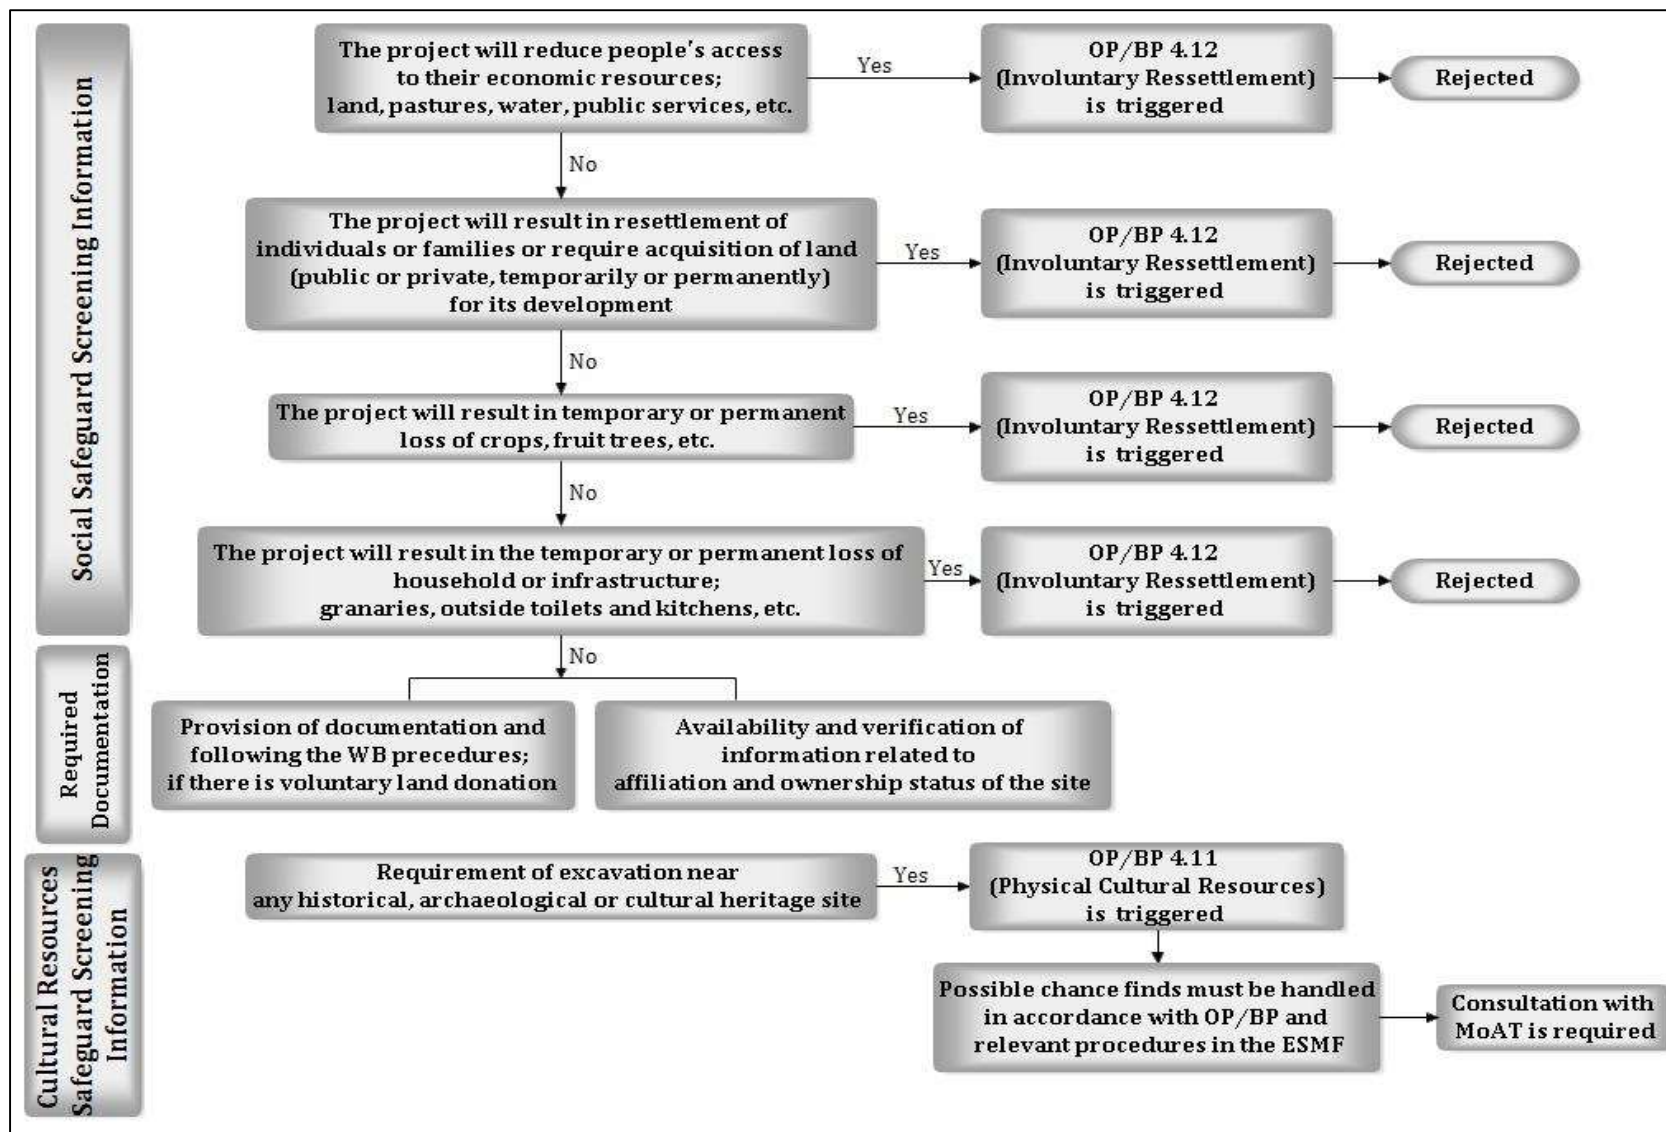 Social Safeguard Screening Information
The project will reduce people's access
to their economic resources;
land, pastures, water, public services, etc.
Yes
OP/BP 4.12
(Involuntary Ressettlement)
is triggered
Rejected
No
The project will result in resettlement of
individuals or families or require acquisition of land
(public or private, temporarily or permanently)
for its development
Yes
OP/BP 4.12
(Involuntary Ressettlement)
is triggered
Rejected
No
The project will result in temporary or permanent
loss of crops, fruit trees, etc.
Yes
OP/BP 4.12
(Involuntary Ressettlement)
is triggered
Rejected
No
The project will result in the temporary or permanent loss of
household or infrastructure;
granaries, outside toilets and kitchens, etc.
Yes
OP/BP 4.12
(Involuntary Ressettlement)
is triggered
Rejected
No
Required
Documentation
Provision of documentation and
following the WB precedures;
if there is voluntary land donation
Availability and verification of
information related to
affiliation and ownership status of the site
Cultural Resources
Safeguard Screening
Information
Requirement of excavation near
any historical, archaeological or cultural heritage site
Yes
OP/BP 4.11
(Physical Cultural Resources)
is triggered
Possible chance finds must be handled
in accordance with OP/BP and
relevant procedures in the ESMF
Consultation with
MoAT is required